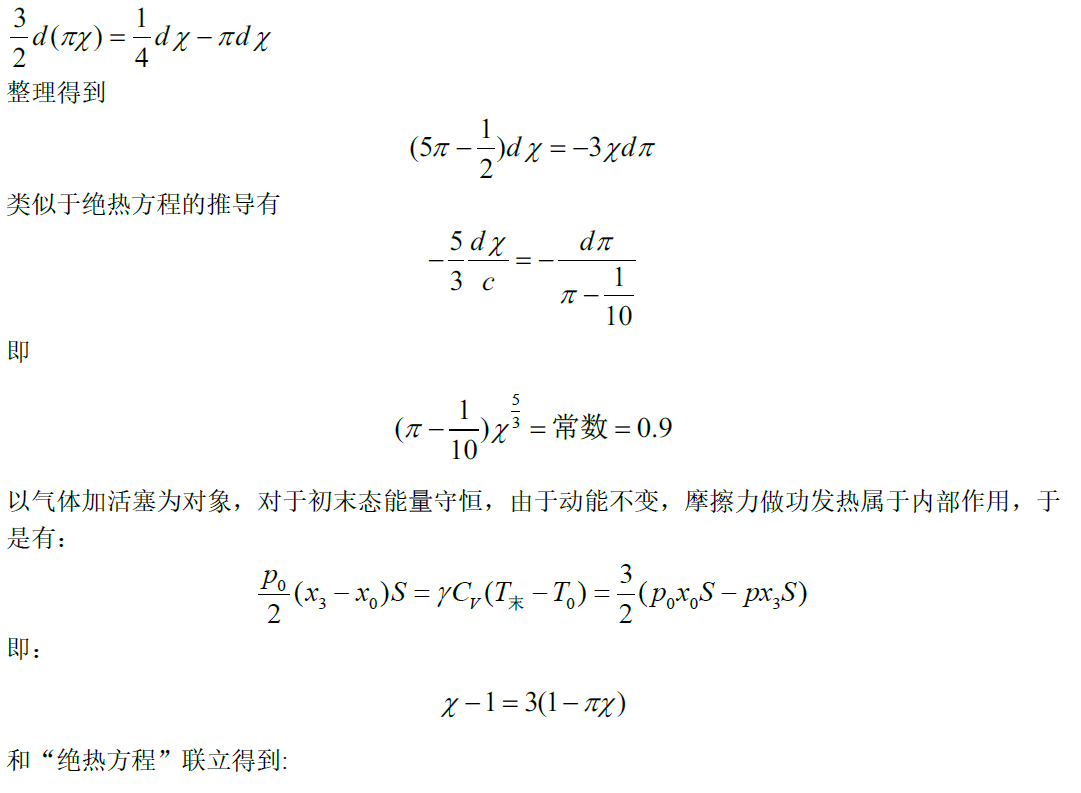 3/2 d(πχ) = 1/4 dχ − πdχ
整理得到
(5π − 1/2)dχ = −3χdπ
类似于绝热方程的推导有
−5/3 dχ/c = − dπ/(π − 1/10)
即
(π − 1/10)χ^(5/3) = 常数 = 0.9
以气体加活塞为对象，对于初末态能量守恒，由于动能不变，摩擦力做功发热属于内部作用，于
是有：
p₀/2 (x₃ − x₀)S = γC_V(T_末 − T₀) = 3/2 (p₀x₀S − px₃S)
即：
χ − 1 = 3(1 − πχ)
和“绝热方程”联立得到: